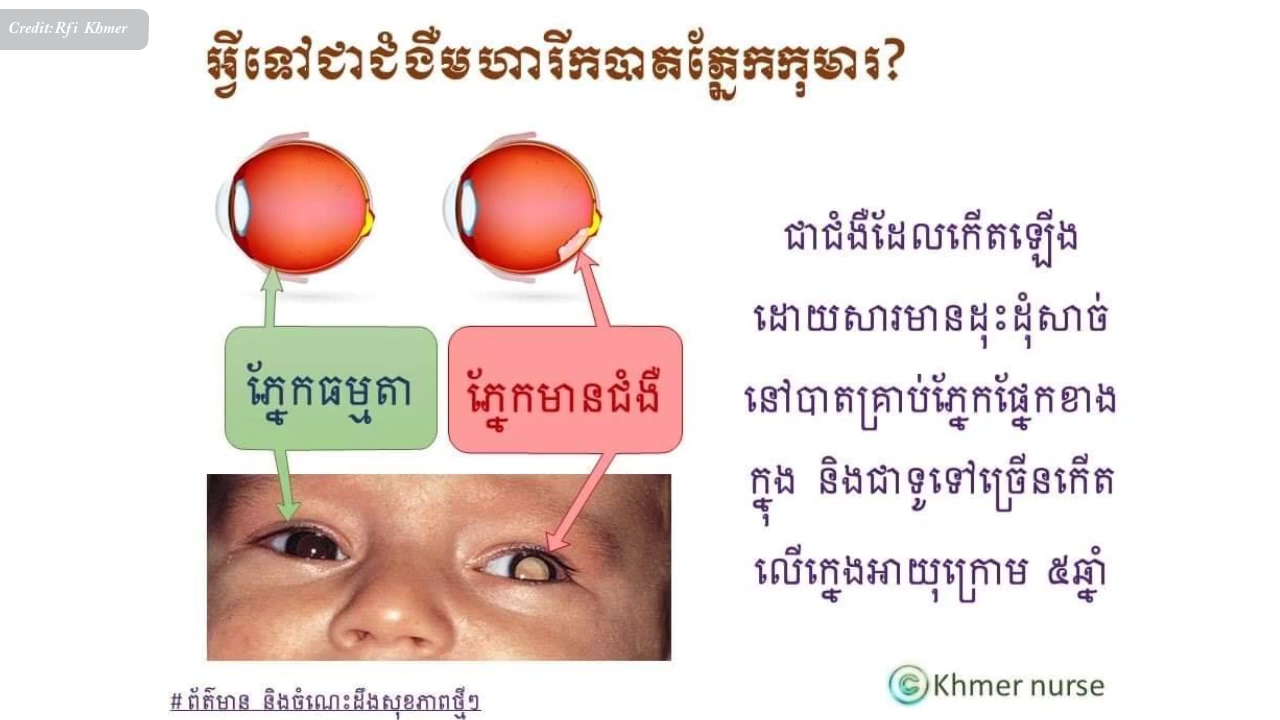 Credit:Rfi Khmer
អ្វីទៅជាជំងឺមហារីកបាតភ្នែកកុមារ?
ជាជំងឺដែលកើតឡើង
ដោយសារមានដុះដុំសាច់
នៅបាតគ្រាប់ភ្នែកផ្នែកខាង
ក្នុង និងជាទូទៅច្រើនកើត
លើក្មេងអាយុក្រោម ៥ឆ្នាំ
ភ្នែកធម្មតា
ភ្នែកមានជំងឺ
# ព័ត៌មាន និងចំណេះដឹងសុខភាពថ្មីៗ
© Khmer nurse